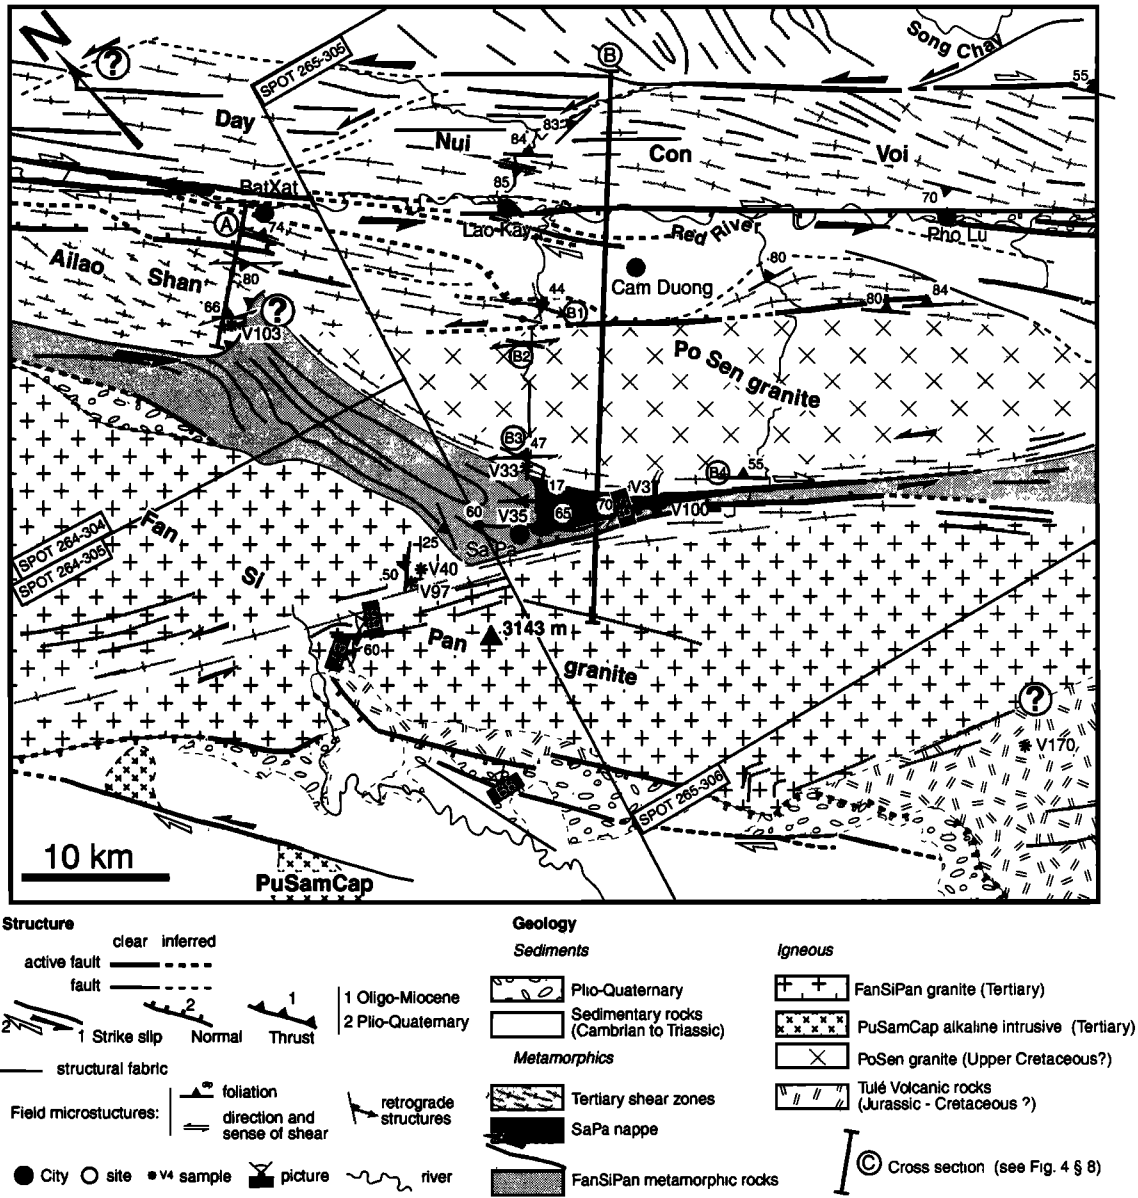 N
?
SPOT 265-305
B
Song Chay
55
Day
Nui
Con
Voi
83
84
85
70
BatXat
A
74
Lao Kay
Red River
Pho Lu
Ailao
Shan
80
66
?
V103
44
B1
Cam Duong
80
80
84
B2
Po Sen granite
B3
47
V33
17
60
V35
65
70
V3
V100
B4
55
SaPa
SPOT 264-304
SPOT 264-305
Fan
Si
Pan
granite
25
50
V40
V97
60
3143 m
?
V170
SPOT 265-306
10 km
PuSamCap
Structure
clear inferred
active fault
fault
2
1 Strike slip
2
Normal
1
Thrust
1 Oligo-Miocene
2 Plio-Quaternary
structural fabric
Field microstuctures:
foliation
direction and
sense of shear
retrograde
structures
City
site
V4 sample
picture
river
Geology
Sediments
Plio-Quaternary
Sedimentary rocks
(Cambrian to Triassic)
Metamorphics
Tertiary shear zones
SaPa nappe
FanSiPan metamorphic rocks
Igneous
FanSiPan granite (Tertiary)
PuSamCap alkaline intrusive (Tertiary)
PoSen granite (Upper Cretaceous?)
Tulé Volcanic rocks
(Jurassic - Cretaceous ?)
C Cross section (see Fig. 4 § 8)